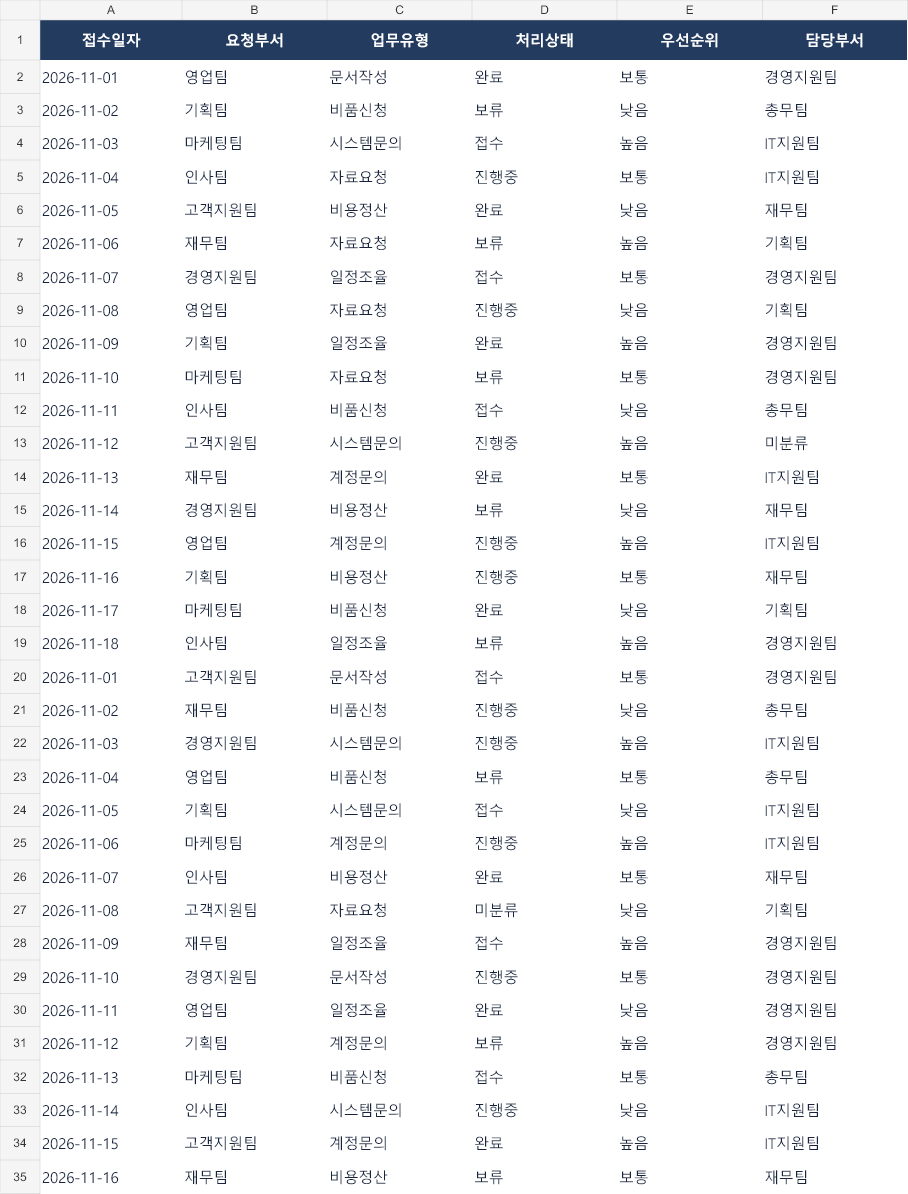 A B C D E F
1 접수일자 요청부서 업무유형 처리상태 우선순위 담당부서
2 2026-11-01 영업팀 문서작성 완료 보통 경영지원팀
3 2026-11-02 기획팀 비품신청 보류 낮음 총무팀
4 2026-11-03 마케팅팀 시스템문의 접수 높음 IT지원팀
5 2026-11-04 인사팀 자료요청 진행중 보통 IT지원팀
6 2026-11-05 고객지원팀 비용정산 완료 낮음 재무팀
7 2026-11-06 재무팀 자료요청 보류 높음 기획팀
8 2026-11-07 경영지원팀 일정조율 접수 보통 경영지원팀
9 2026-11-08 영업팀 자료요청 진행중 낮음 기획팀
10 2026-11-09 기획팀 일정조율 완료 높음 경영지원팀
11 2026-11-10 마케팅팀 자료요청 보류 보통 경영지원팀
12 2026-11-11 인사팀 비품신청 접수 낮음 총무팀
13 2026-11-12 고객지원팀 시스템문의 진행중 높음 미분류
14 2026-11-13 재무팀 계정문의 완료 보통 IT지원팀
15 2026-11-14 경영지원팀 비용정산 보류 낮음 재무팀
16 2026-11-15 영업팀 계정문의 진행중 높음 IT지원팀
17 2026-11-16 기획팀 비용정산 진행중 보통 재무팀
18 2026-11-17 마케팅팀 비품신청 완료 낮음 기획팀
19 2026-11-18 인사팀 일정조율 보류 높음 경영지원팀
20 2026-11-01 고객지원팀 문서작성 접수 보통 경영지원팀
21 2026-11-02 재무팀 비품신청 진행중 낮음 총무팀
22 2026-11-03 경영지원팀 시스템문의 진행중 높음 IT지원팀
23 2026-11-04 영업팀 비품신청 보류 보통 총무팀
24 2026-11-05 기획팀 시스템문의 접수 낮음 IT지원팀
25 2026-11-06 마케팅팀 계정문의 진행중 높음 IT지원팀
26 2026-11-07 인사팀 비용정산 완료 보통 재무팀
27 2026-11-08 고객지원팀 자료요청 미분류 낮음 기획팀
28 2026-11-09 재무팀 일정조율 접수 높음 경영지원팀
29 2026-11-10 경영지원팀 문서작성 진행중 보통 경영지원팀
30 2026-11-11 영업팀 일정조율 완료 낮음 경영지원팀
31 2026-11-12 기획팀 계정문의 보류 높음 경영지원팀
32 2026-11-13 마케팅팀 비품신청 접수 보통 총무팀
33 2026-11-14 인사팀 시스템문의 진행중 낮음 IT지원팀
34 2026-11-15 고객지원팀 계정문의 완료 높음 IT지원팀
35 2026-11-16 재무팀 비용정산 보류 보통 재무팀